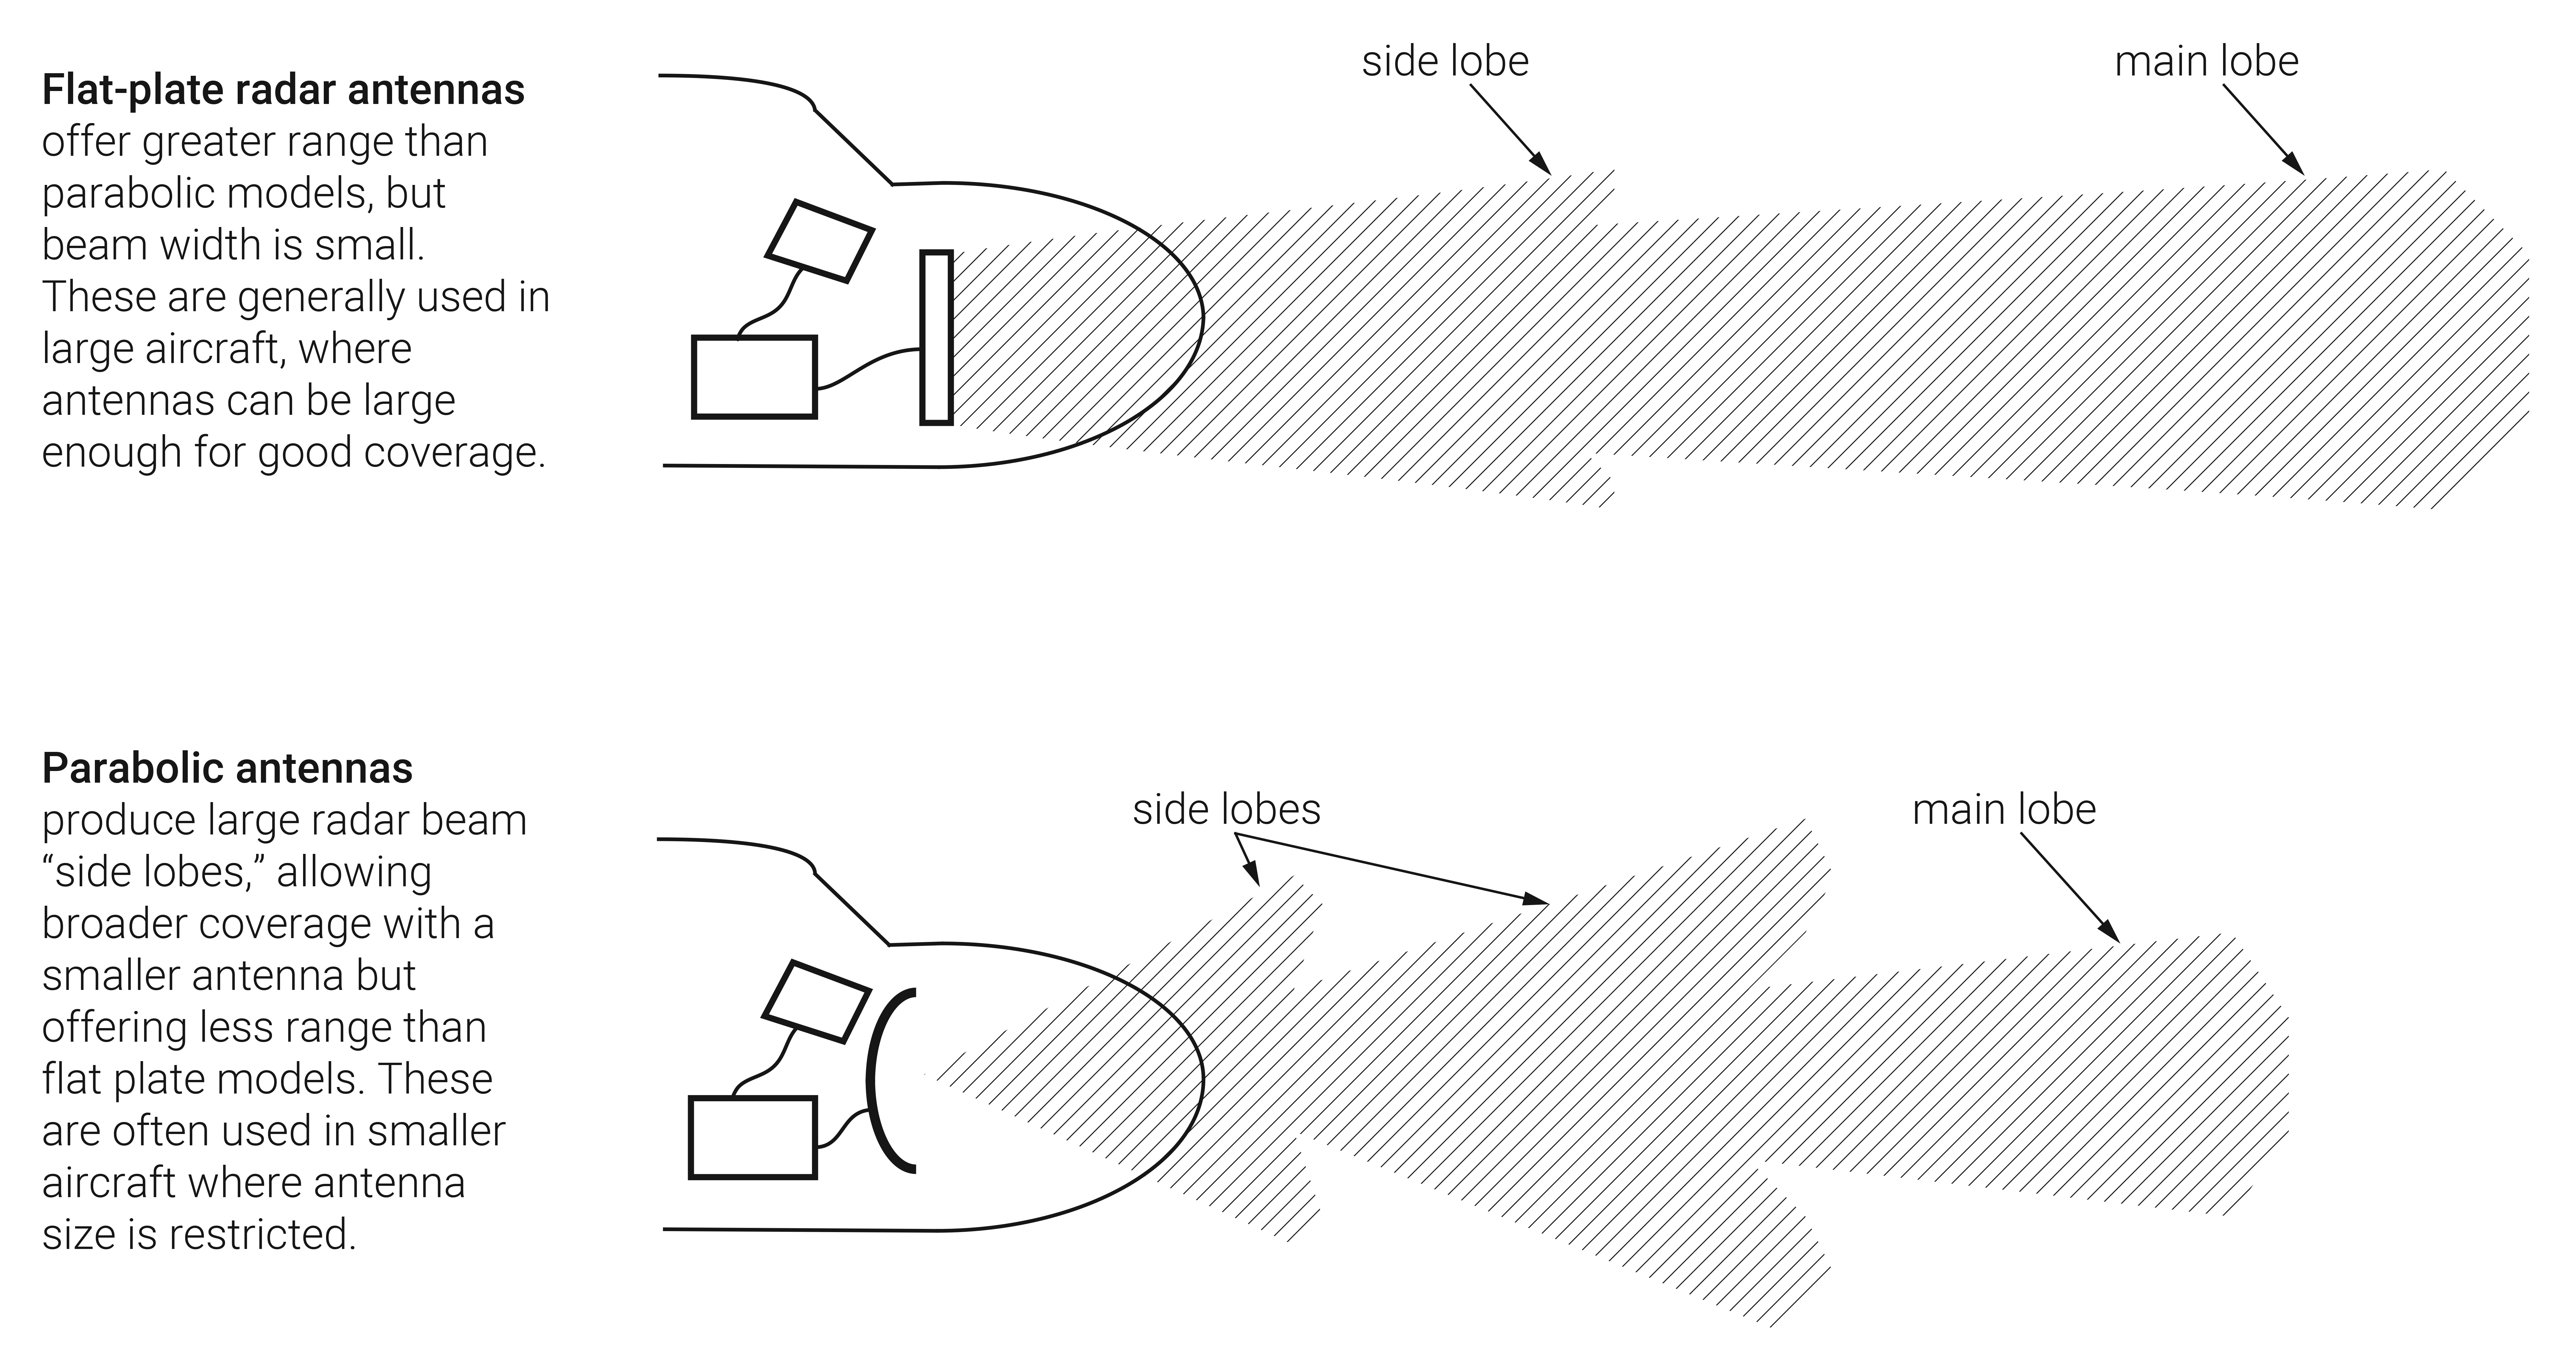 Flat-plate radar antennas
offer greater range than
parabolic models, but
beam width is small.
These are generally used in
large aircraft, where
antennas can be large
enough for good coverage.
side lobe
main lobe
Parabolic antennas
produce large radar beam
“side lobes,” allowing
broader coverage with a
smaller antenna but
offering less range than
flat plate models. These
are often used in smaller
aircraft where antenna
size is restricted.
side lobes
main lobe